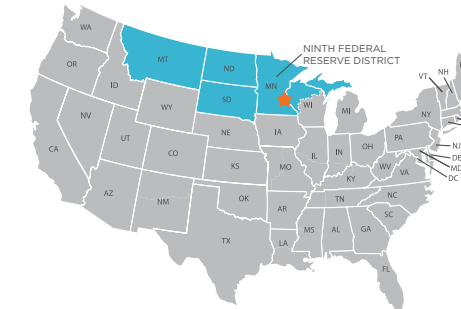 WA
NINTH FEDERAL
RESERVE DISTRICT
MT
ND
OR
MN
VT
NH
ID
SD
WI
MI
NY
WY
IA
NE
PA
NJ
NV
UT
CO
IL
IN
OH
DE
MD
DC
CA
KS
MO
WV
VA
KY
AZ
NM
OK
AR
TN
NC
SC
TX
LA
MS
AL
GA
FL